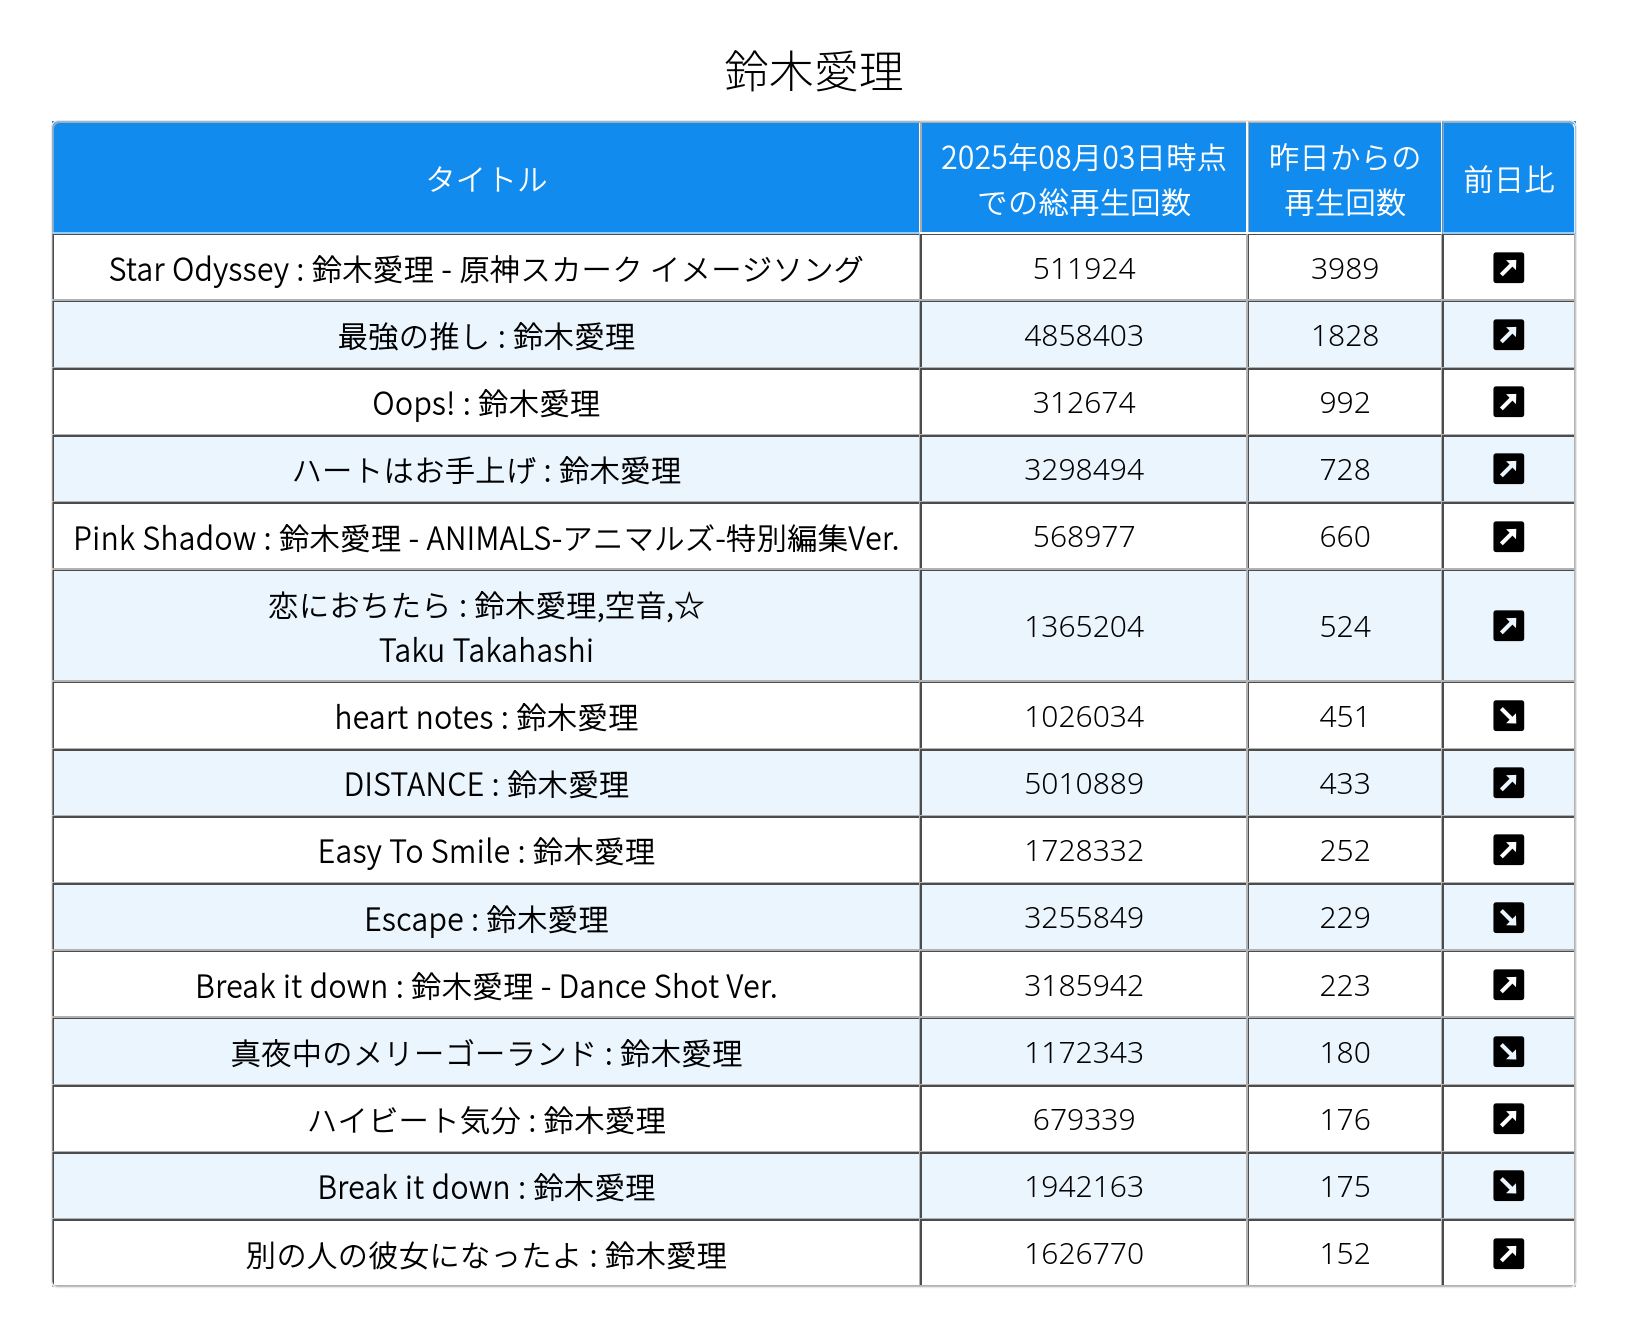 鈴木愛理
タイトル
2025年08月03日時点
での総再生回数
昨日からの
再生回数
前日比
Star Odyssey : 鈴木愛理 - 原神スカーク イメージソング 511924 3989
最強の推し : 鈴木愛理 4858403 1828
Oops! : 鈴木愛理 312674 992
ハートはお手上げ : 鈴木愛理 3298494 728
Pink Shadow : 鈴木愛理 - ANIMALS-アニマルズ-特別編集Ver. 568977 660
恋におちたら : 鈴木愛理,空音,☆
Taku Takahashi 1365204 524
heart notes : 鈴木愛理 1026034 451
DISTANCE : 鈴木愛理 5010889 433
Easy To Smile : 鈴木愛理 1728332 252
Escape : 鈴木愛理 3255849 229
Break it down : 鈴木愛理 - Dance Shot Ver. 3185942 223
真夜中のメリーゴーランド : 鈴木愛理 1172343 180
ハイビート気分 : 鈴木愛理 679339 176
Break it down : 鈴木愛理 1942163 175
別の人の彼女になったよ : 鈴木愛理 1626770 152